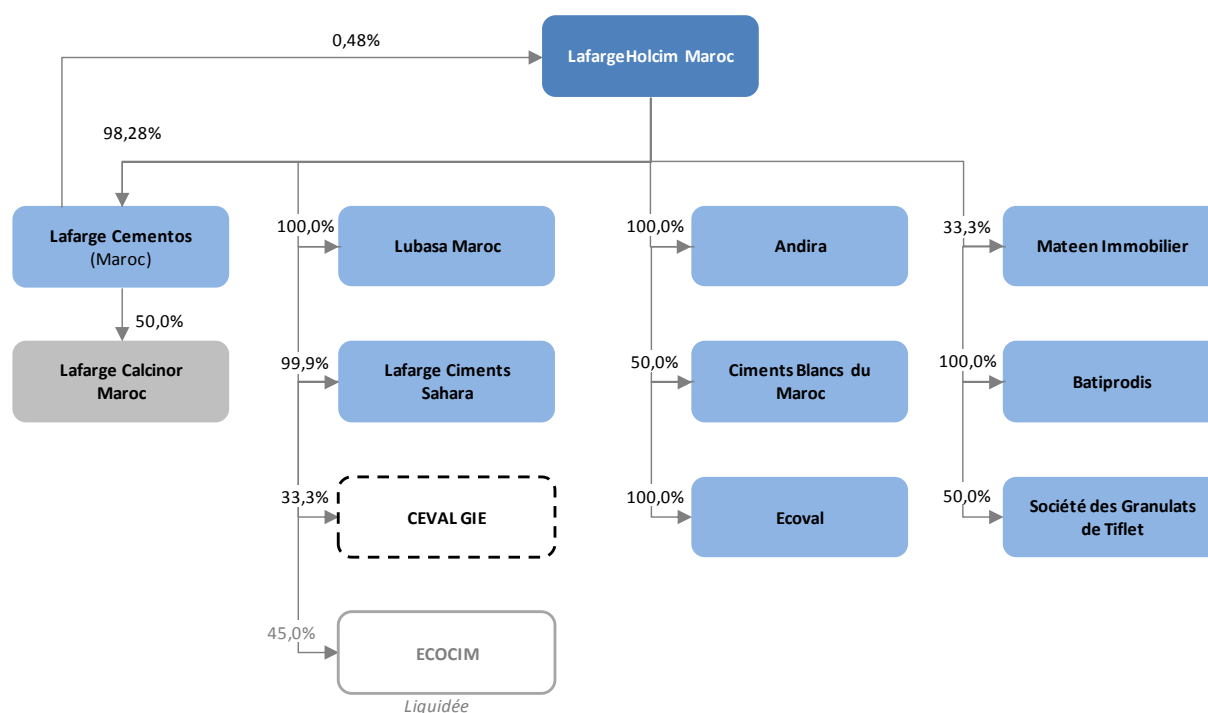 0,48%
LafargeHolcim Maroc
98,28%
Lafarge Cementos
(Maroc)
100,0%
Lubasa Maroc
100,0%
Andira
33,3%
Mateen Immobilier
50,0%
Lafarge Calcinor
Maroc
99,9%
Lafarge Ciments
Sahara
50,0%
Ciments Blancs du
Maroc
100,0%
Batiprodis
33,3%
CEVAL GIE
100,0%
Ecoval
50,0%
Société des Granulats
de Tiflet
45,0%
ECOCIM
Liquidée